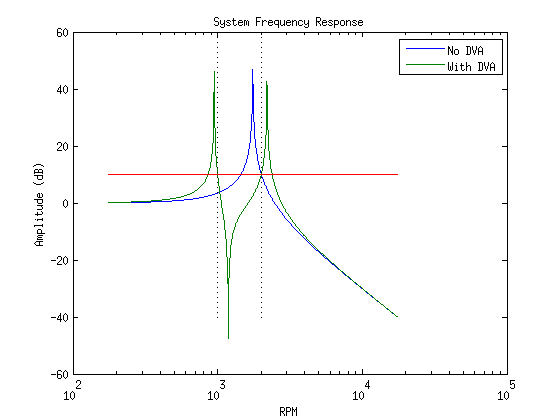 System Frequency Response
No DVA
With DVA
Amplitude (dB)
60
40
20
0
-20
-40
-60
10^2
10^3
10^4
10^5
RPM